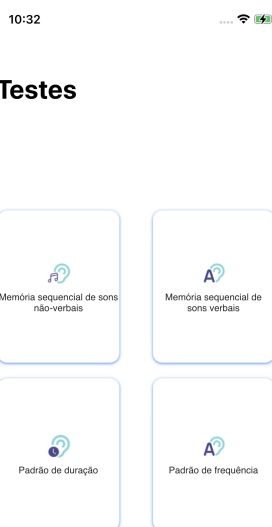 10:32
Testes
Memória sequencial de sons
não-verbais
Memória sequencial de
sons verbais
Padrão de duração
Padrão de frequência